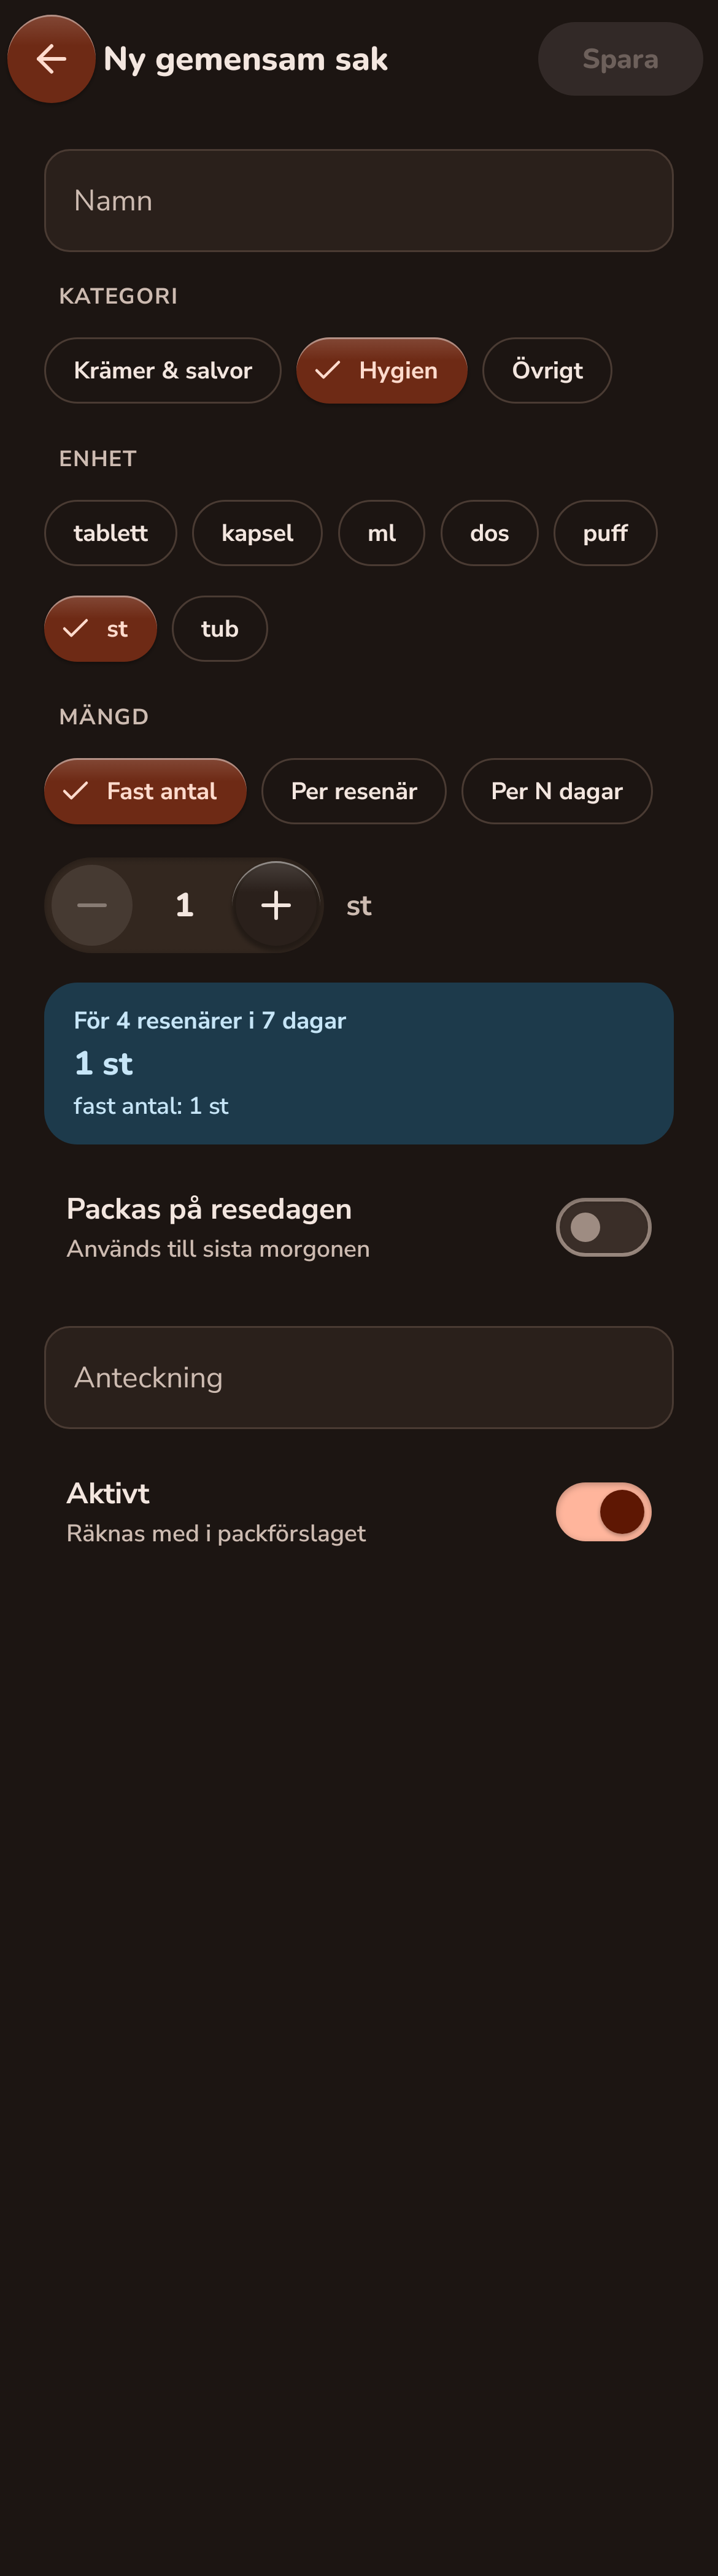 Ny gemensam sak
Spara
Namn
KATEGORI
Krämer & salvor
Hygien
Övrigt
ENHET
tablett
kapsel
ml
dos
puff
st
tub
MÄNGD
Fast antal
Per resenär
Per N dagar
1
st
För 4 resenärer i 7 dagar
1 st
fast antal: 1 st
Packas på resedagen
Används till sista morgonen
Anteckning
Aktivt
Räknas med i packförslaget